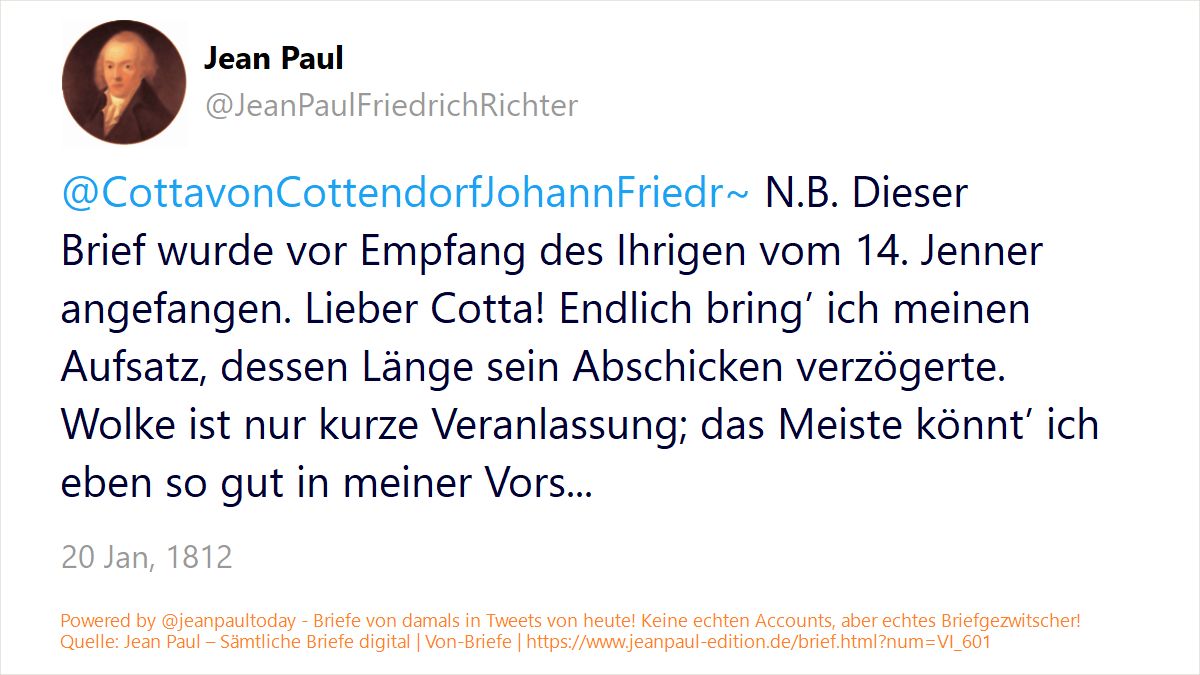 Jean Paul
@JeanPaulFriedrichRichter
@CottavonCottendorfJohannFriedr~ N.B. Dieser
Brief wurde vor Empfang des Ihrigen vom 14. Jenner
angefangen. Lieber Cotta! Endlich bring’ ich meinen
Aufsatz, dessen Länge sein Abschicken verzögerte.
Wolke ist nur kurze Veranlassung; das Meiste könnt’ ich
eben so gut in meiner Vors...
20 Jan, 1812
Powered by @jeanpaultoday - Briefe von damals in Tweets von heute! Keine echten Accounts, aber echtes Briefgezwitscher!
Quelle: Jean Paul – Sämtliche Briefe digital | Von-Briefe | https://www.jeanpaul-edition.de/brief.html?num=VI_601